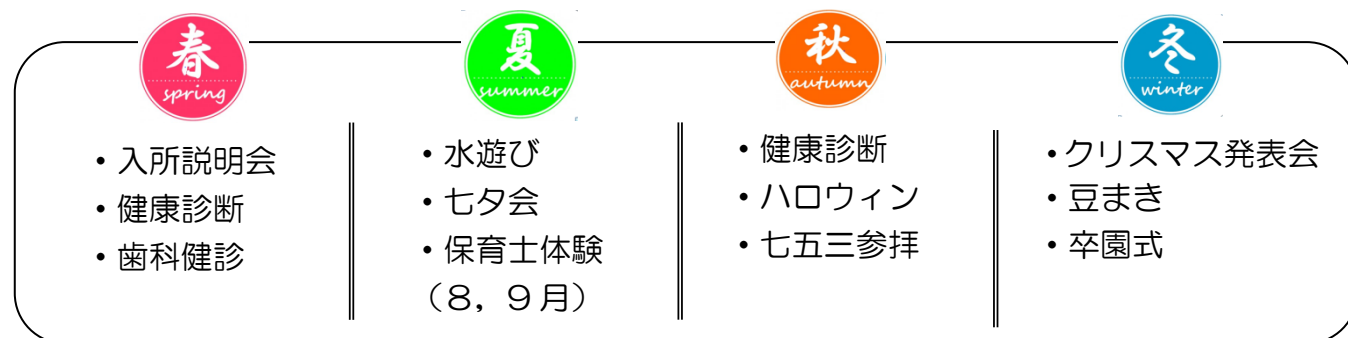 春
spring
・入所説明会
・健康診断
・歯科健診
夏
summer
・水遊び
・七夕会
・保育士体験
（8，9月）
秋
autumn
・健康診断
・ハロウィン
・七五三参拝
冬
winter
・クリスマス発表会
・豆まき
・卒園式